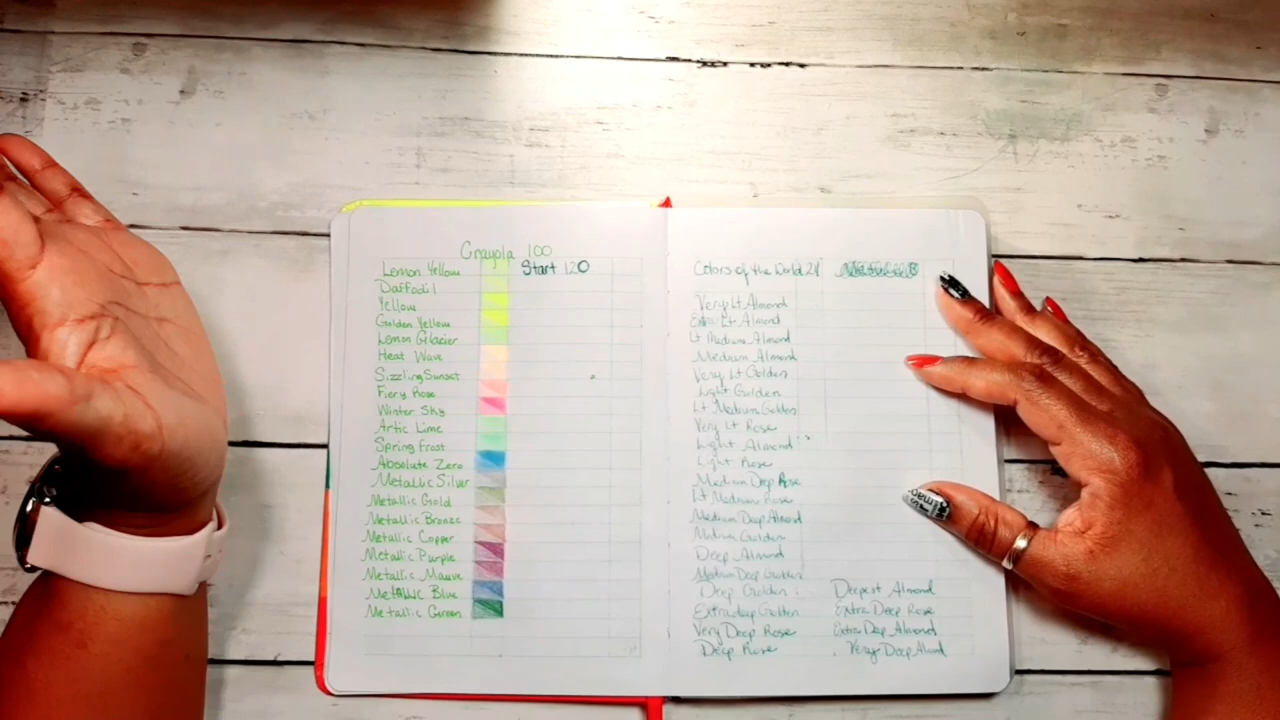 Crayola 100
Lemon Yellow Start 120
Daffodil
Yellow
Golden Yellow
Lemon Glacier
Heat Wave
Sizzling Sunset
Fiery Rose
Winter Sky
Artic Lime
Spring Frost
Absolute Zero
Metallic Silver
Metallic Gold
Metallic Bronze
Metallic Copper
Metallic Purple
Metallic Mauve
Metallic Blue
Metallic Green
Colors of the World 24
Very Lt Almond
Extra Lt Almond
Lt Medium Almond
Medium Almond
Very Lt Golden
Light Golden
Lt Medium Golden
Very Lt Rose
Light Almond
Light Rose
Medium Deep Rose
Lt Medium Rose
Medium Deep Almond
Medium Golden
Deep Almond
Medium Deep Golden
Deep Golden Deepest Almond
Extra deep Golden Extra Deep Rose
Very Deep Rose Extra Deep Almond
Deep Rose Very Deep Almond